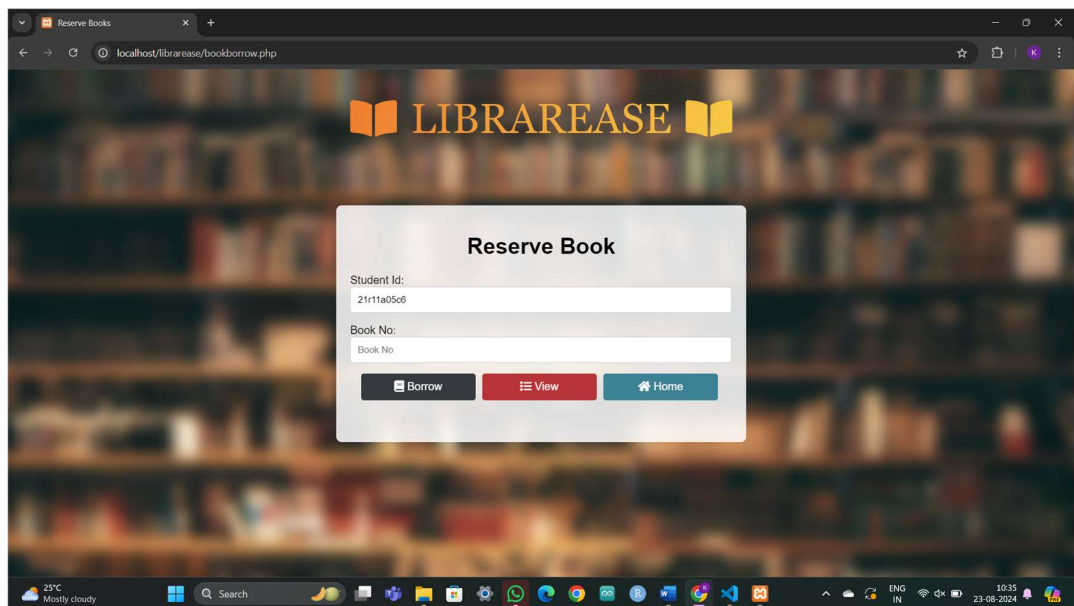 Reserve Books
localhost/librarease/bookborrow.php
K
LIBRAREASE
Reserve Book
Student Id:
21r11a05c6
Book No:
Book No
Borrow View Home
25°C
Mostly cloudy
Search
ENG
IN
10:35
23-08-2024